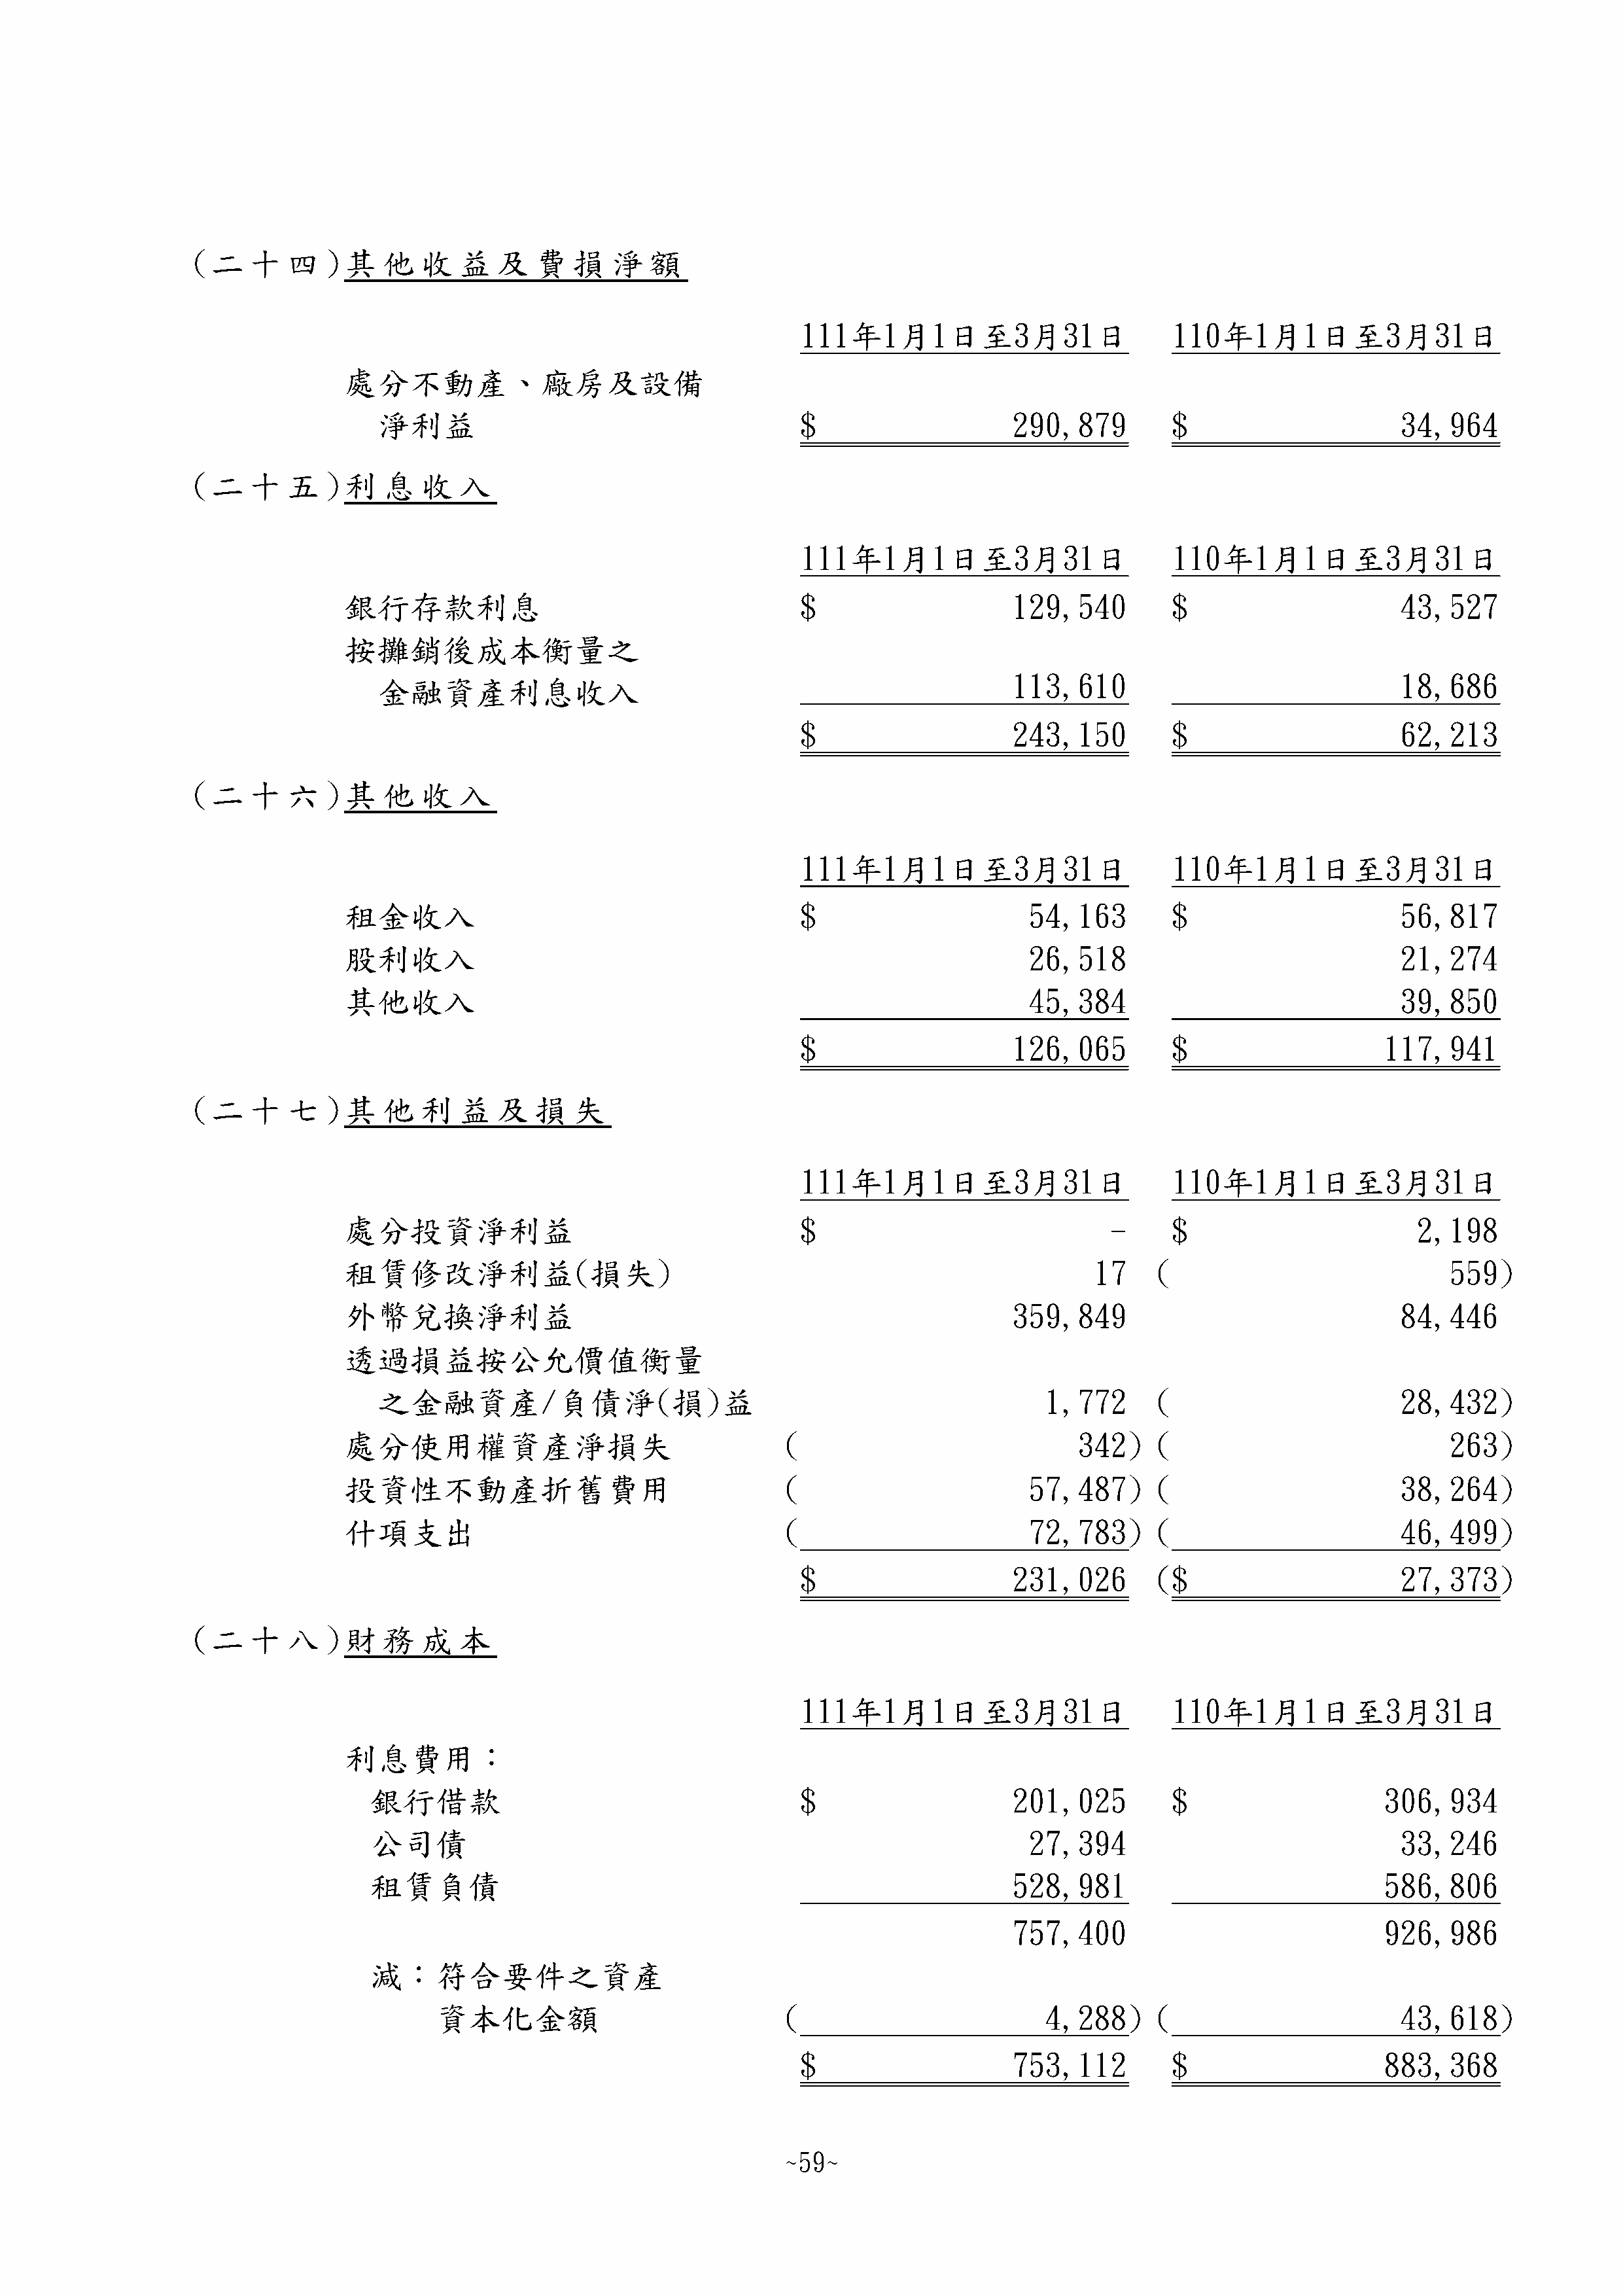 (二十四)其他收益及費損淨額
111年1月1日至3月31日 110年1月1日至3月31日
處分不動產、廠房及設備
淨利益 $ 290,879 $ 34,964
(二十五)利息收入
111年1月1日至3月31日 110年1月1日至3月31日
銀行存款利息 $ 129,540 $ 43,527
按攤銷後成本衡量之
金融資產利息收入 113,610 18,686
$ 243,150 $ 62,213
(二十六)其他收入
111年1月1日至3月31日 110年1月1日至3月31日
租金收入 $ 54,163 $ 56,817
股利收入 26,518 21,274
其他收入 45,384 39,850
$ 126,065 $ 117,941
(二十七)其他利益及損失
111年1月1日至3月31日 110年1月1日至3月31日
處分投資淨利益 $ - $ 2,198
租賃修改淨利益(損失) 17 ( 559)
外幣兌換淨利益 359,849 84,446
透過損益按公允價值衡量
之金融資產/負債淨(損)益 1,772 ( 28,432)
處分使用權資產淨損失 ( 342) ( 263)
投資性不動產折舊費用 ( 57,487) ( 38,264)
什項支出 ( 72,783) ( 46,499)
$ 231,026 ($ 27,373)
(二十八)財務成本
111年1月1日至3月31日 110年1月1日至3月31日
利息費用：
銀行借款 $ 201,025 $ 306,934
公司債 27,394 33,246
租賃負債 528,981 586,806
757,400 926,986
減：符合要件之資產
資本化金額 ( 4,288) ( 43,618)
$ 753,112 $ 883,368
~59~